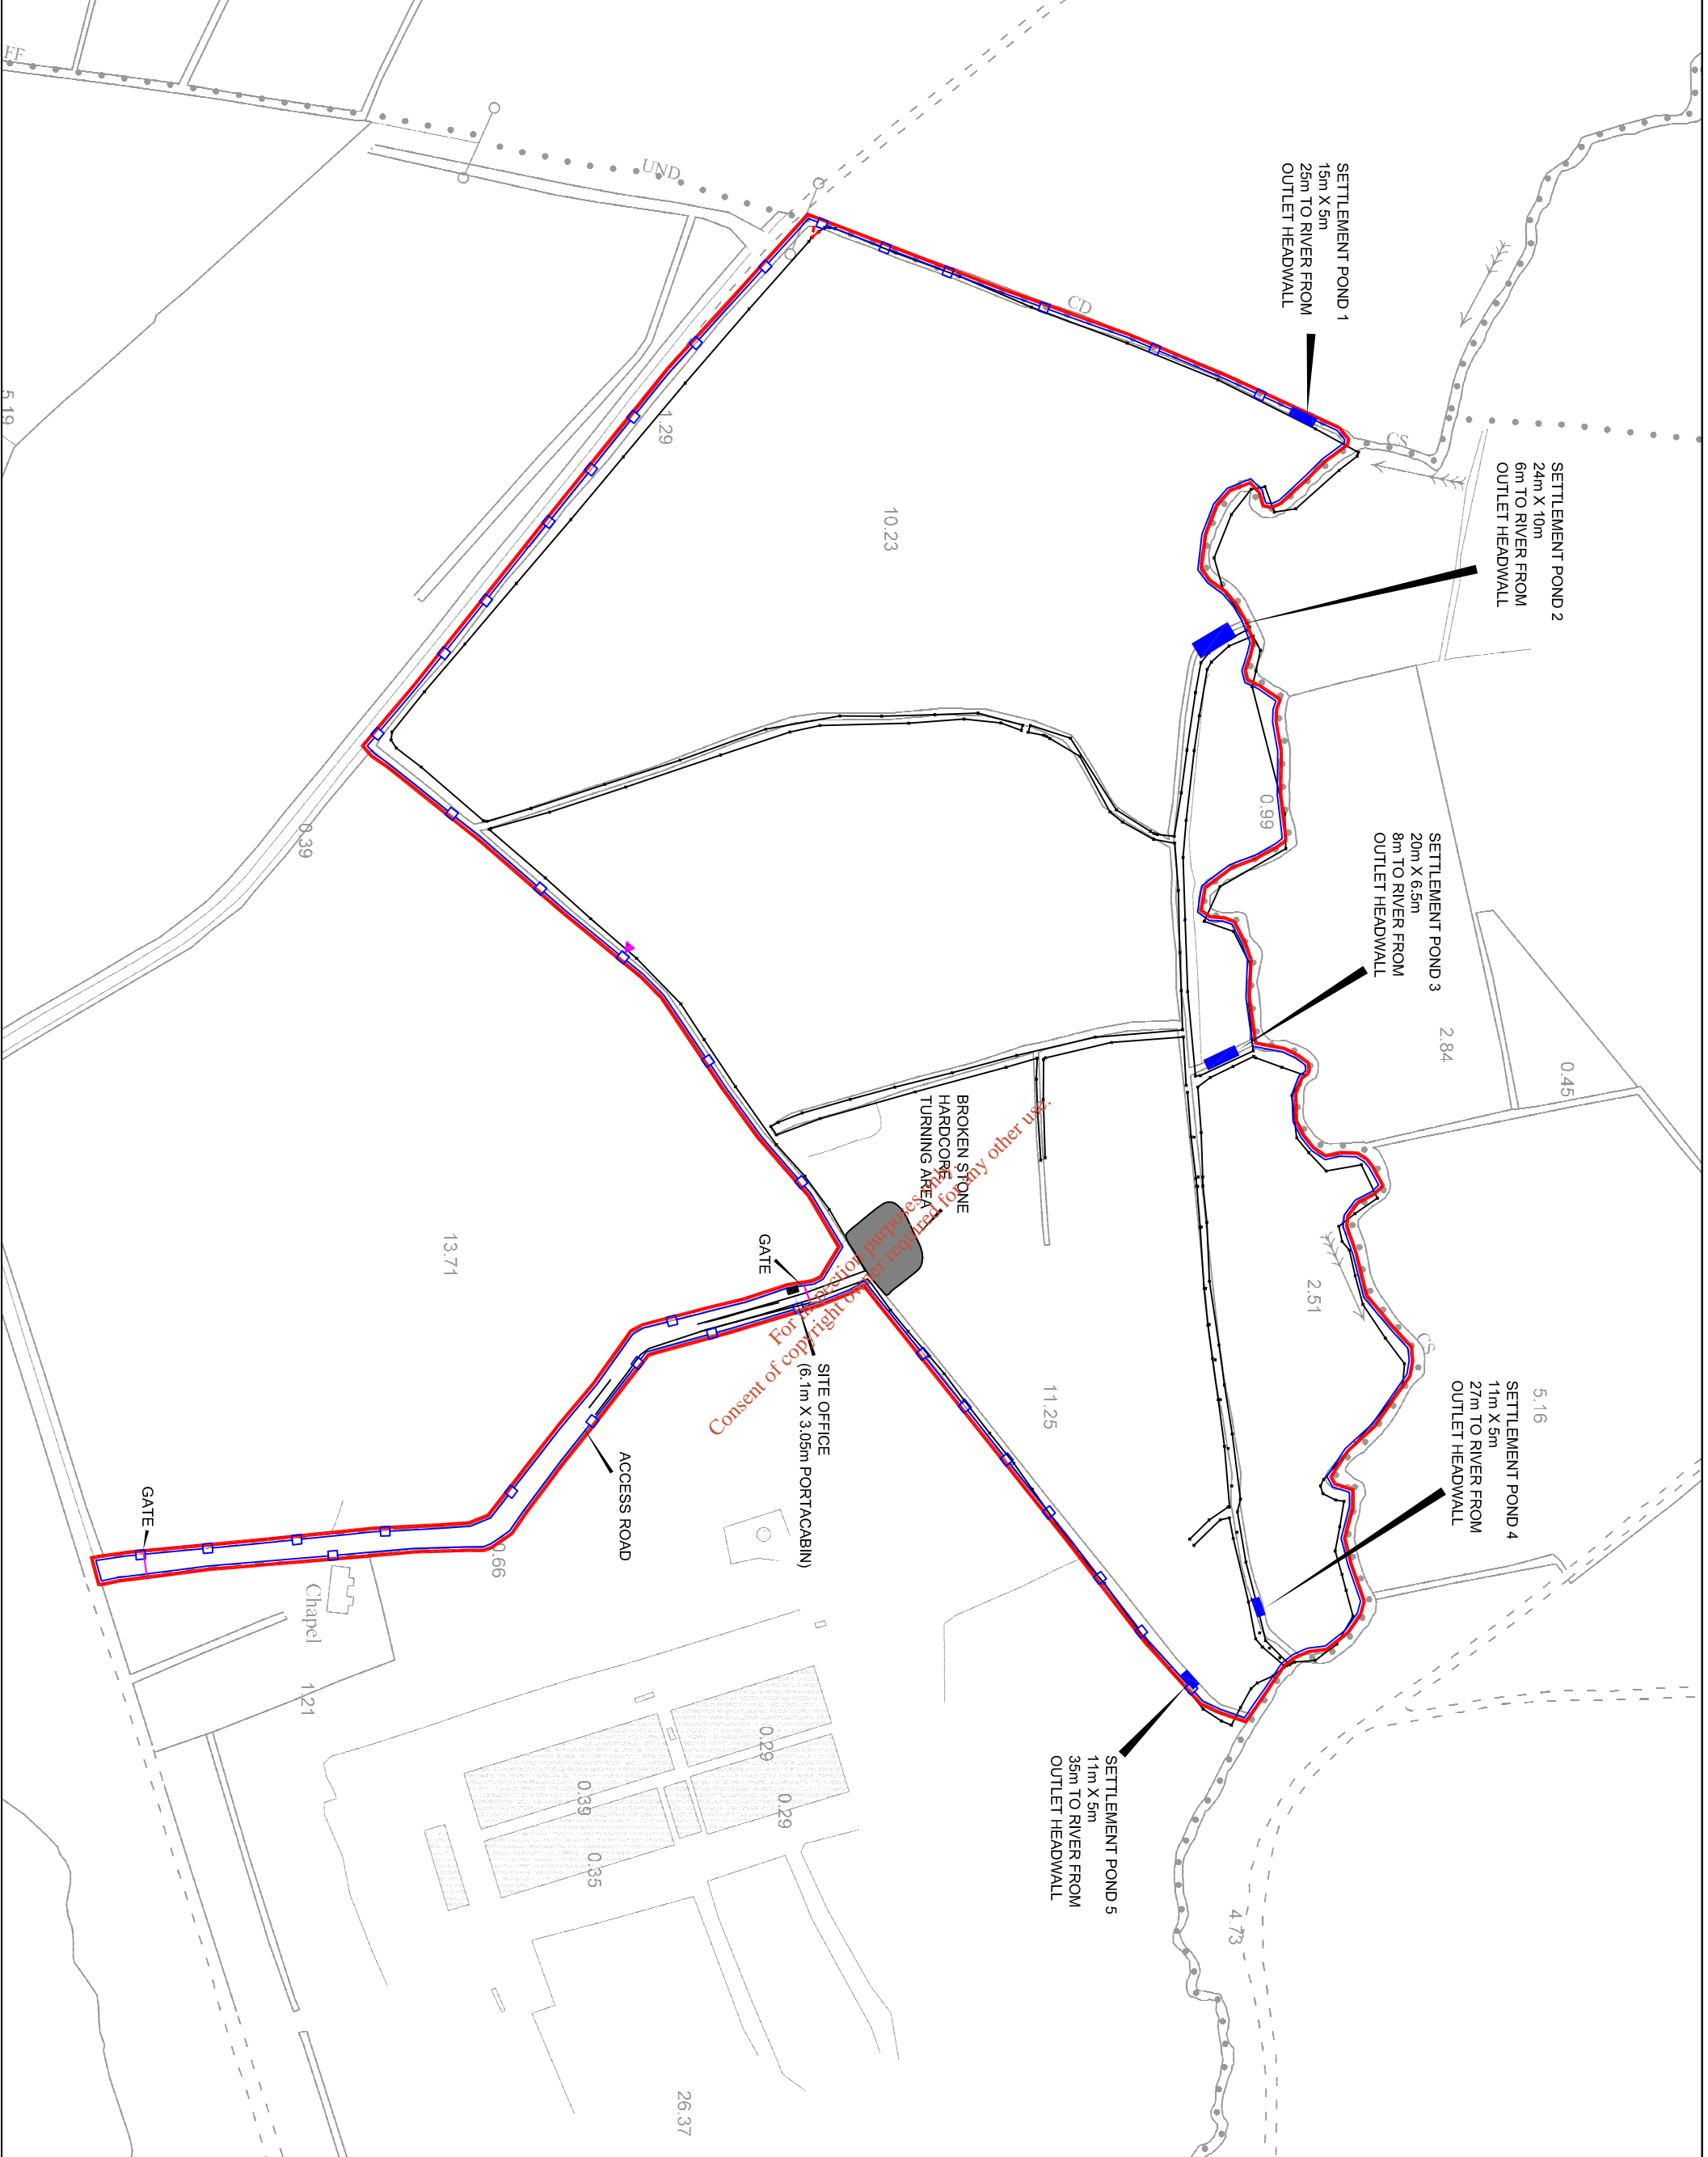 SETTLEMENT POND 1
15m X 5m
25m TO RIVER FROM
OUTLET HEADWALL
SETTLEMENT POND 2
24m X 10m
6m TO RIVER FROM
OUTLET HEADWALL
SETTLEMENT POND 3
20m X 6.5m
8m TO RIVER FROM
OUTLET HEADWALL
SETTLEMENT POND 4
11m X 5m
27m TO RIVER FROM
OUTLET HEADWALL
SETTLEMENT POND 5
11m X 5m
35m TO RIVER FROM
OUTLET HEADWALL
BROKEN STONE
HARDCORE
TURNING AREA
GATE
SITE OFFICE
(6.1m X 3.05m PORTACABIN)
ACCESS ROAD
GATE
For inspection purposes only.
Consent of copyright owner required for any other use.
FF
UND
CD
CS
CS
Chapel
5.19
1.29
10.23
0.39
0.99
2.84
0.45
2.51
5.16
11.25
13.71
0.66
1.21
0.29
0.29
0.39
0.35
4.73
26.37